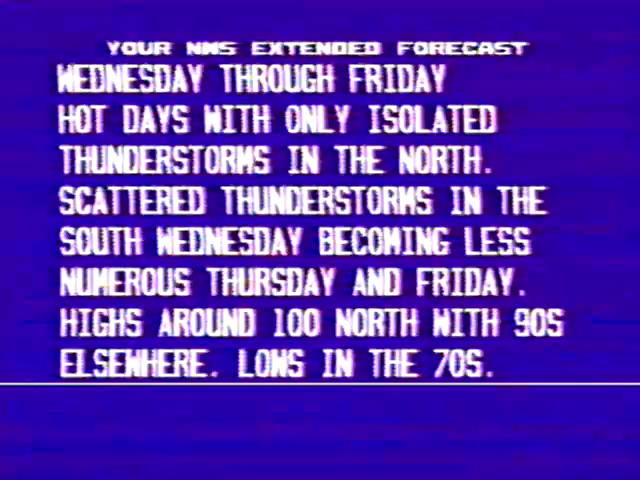 YOUR NWS EXTENDED FORECAST
WEDNESDAY THROUGH FRIDAY
HOT DAYS WITH ONLY ISOLATED
THUNDERSTORMS IN THE NORTH.
SCATTERED THUNDERSTORMS IN THE
SOUTH WEDNESDAY BECOMING LESS
NUMEROUS THURSDAY AND FRIDAY.
HIGHS AROUND 100 NORTH WITH 90S
ELSEWHERE. LOWS IN THE 70S.